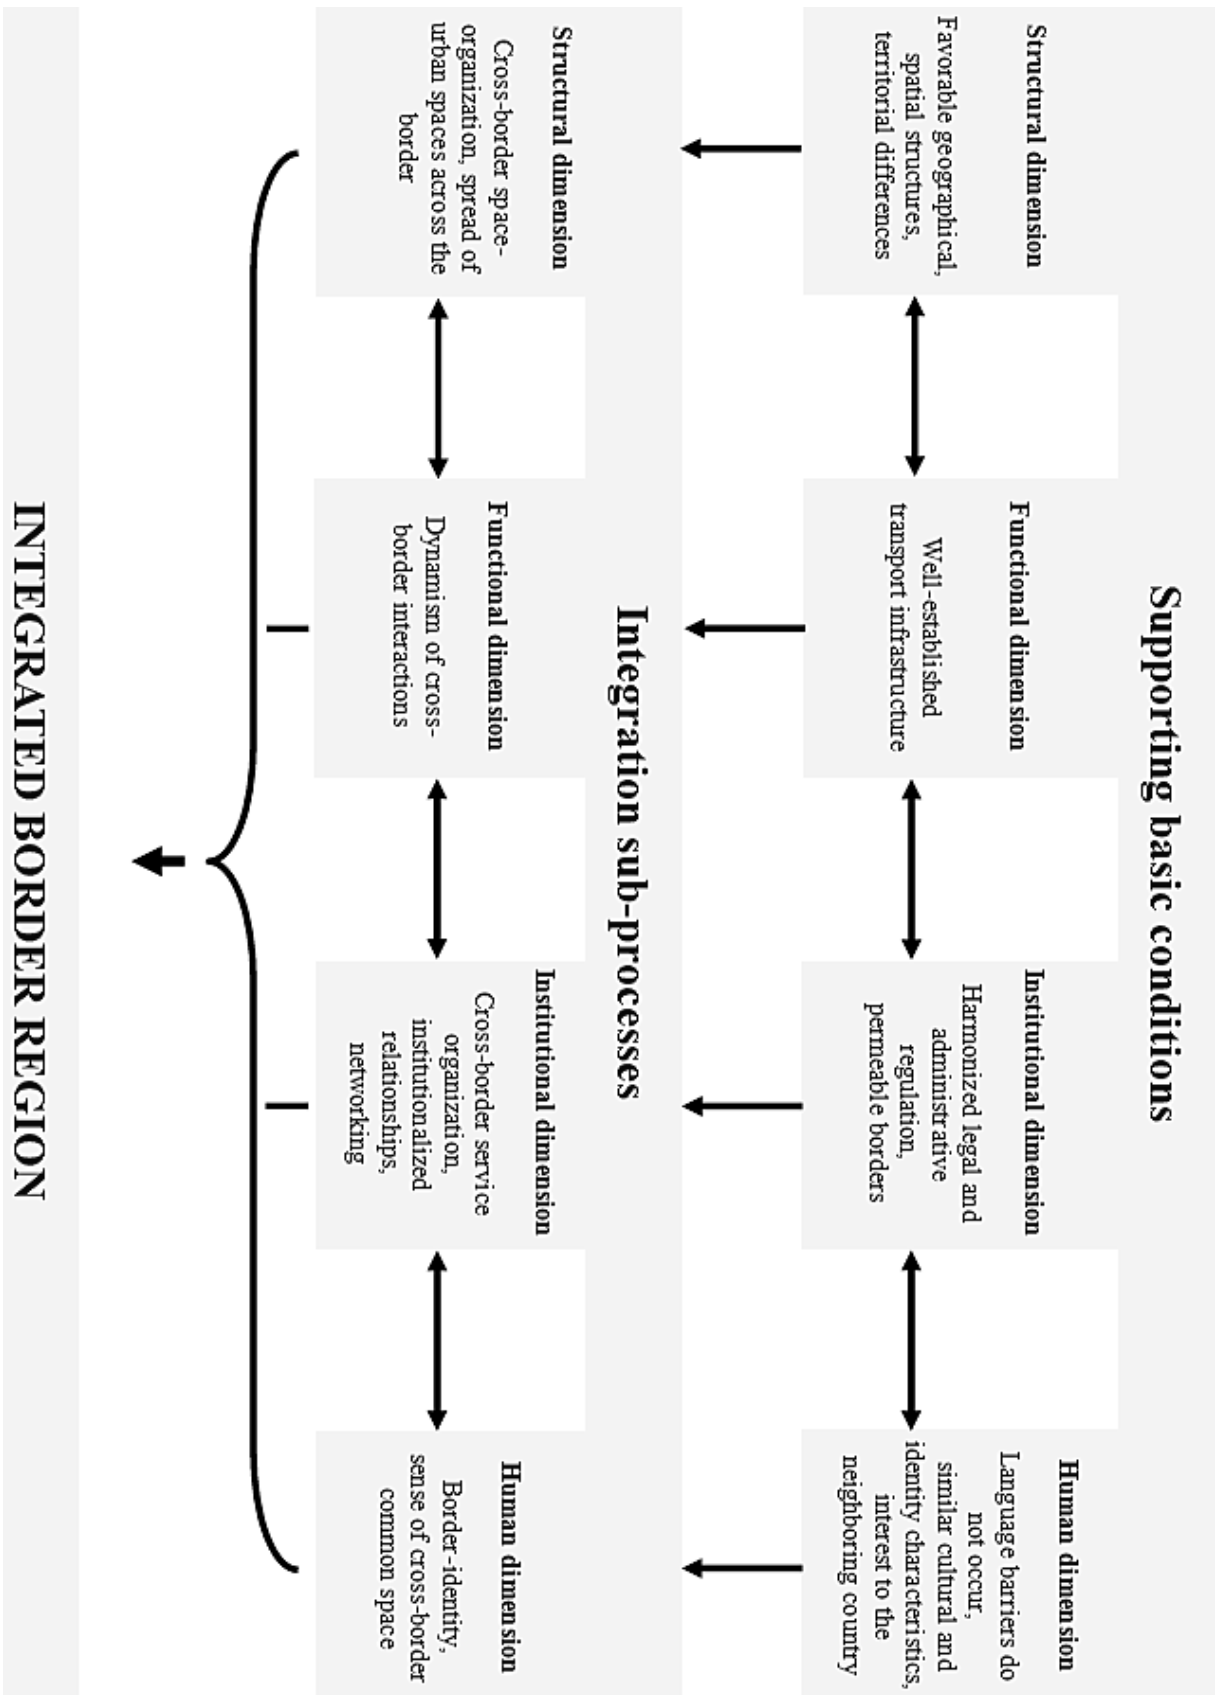 Supporting basic conditions
Structural dimension
Favorable geographical,
spatial structures,
territorial differences
Functional dimension
Well-established
transport infrastructure
Institutional dimension
Harmonized legal and
administrative
regulation,
permeable borders
Human dimension
Language barriers do
not occur,
similar cultural and
identity characteristics,
interest to the
neighboring country
Integration sub-processes
Structural dimension
Cross-border space-
organization, spread of
urban spaces across the
border
Functional dimension
Dynamism of cross-
border interactions
Institutional dimension
Cross-border service
organization,
institutionalized
relationships,
networking
Human dimension
Border-identity,
sense of cross-border
common space
INTEGRATED BORDER REGION